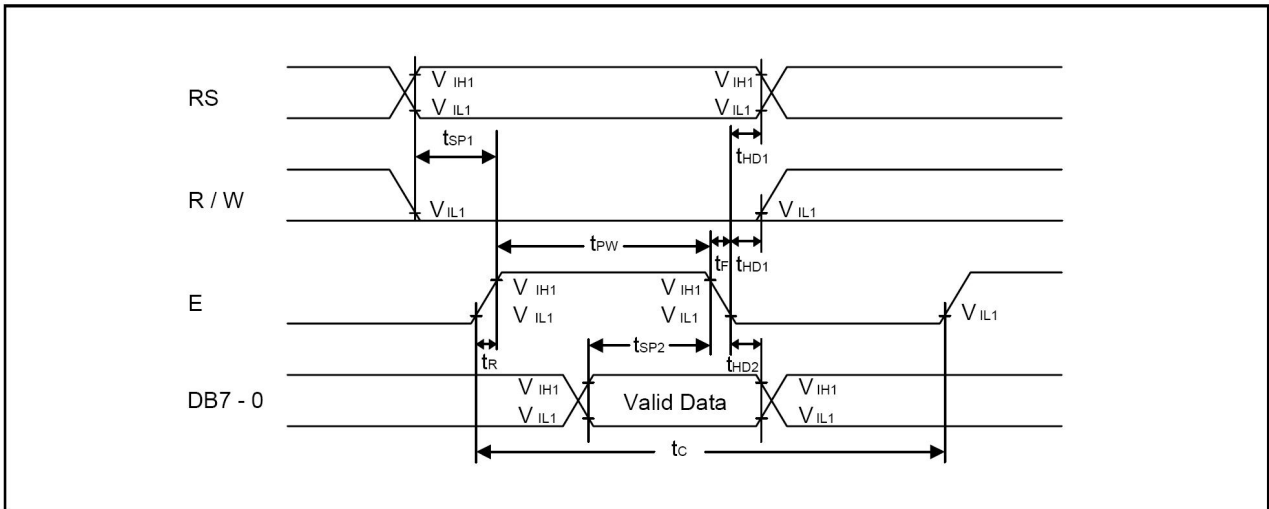 RS
V IH1
V IH1
V IL1
V IL1
tSP1
tHD1
R / W
V IL1
V IL1
tPW
tF
tHD1
E
V IH1
V IH1
V IL1
V IL1
V IL1
tR
tSP2
tHD2
DB7 - 0
V IH1
Valid Data
V IH1
V IL1
V IL1
tC